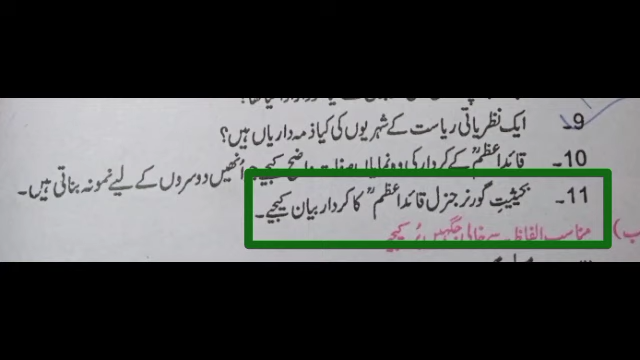 9۔ ایک نظریاتی ریاست کے شہریوں کی کیا ذمہ داریاں ہیں؟
10۔ قائداعظمؒ کے کردار کی وہ نمایاں صفات واضح کیجیے جو اُنھیں دوسروں کے لیے نمونہ بناتی ہیں۔
11۔ بحیثیتِ گورنر جنرل قائداعظمؒ کا کردار بیان کیجیے۔
ب) مناسب الفاظ سے خالی جگہیں پُر کیجیے